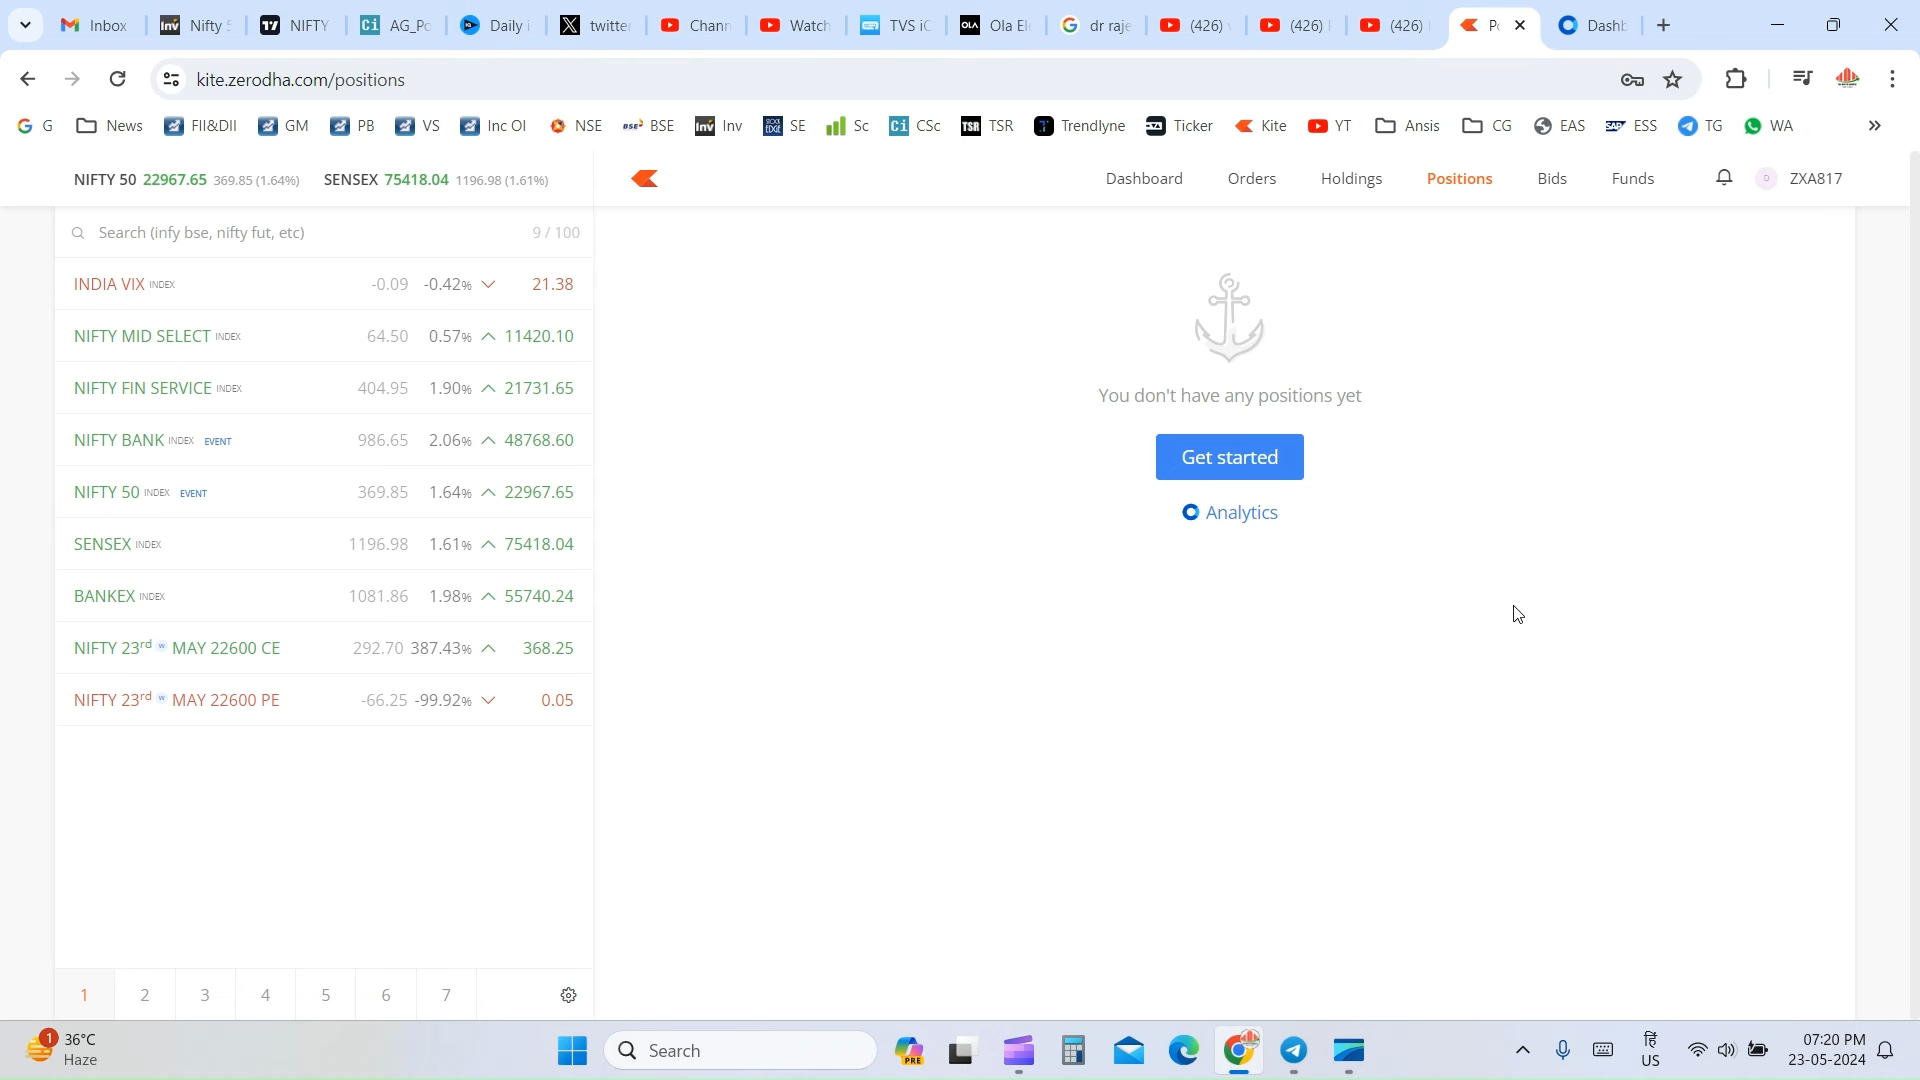 Inbox Nifty 5 NIFTY AG_Po Daily i twitte Chann Watch TVS iC Ola Ele dr raje (426) (426) (426) Po Dashb
kite.zerodha.com/positions
G News FII&DII GM PB VS Inc OI NSE BSE Inv SE Sc CSc TSR Trendlyne Ticker Kite YT Ansis CG EAS ESS TG WA
NIFTY 50 22967.65 369.85 (1.64%) SENSEX 75418.04 1196.98 (1.61%) Dashboard Orders Holdings Positions Bids Funds D ZXA817
Search (infy bse, nifty fut, etc) 9 / 100
INDIA VIX INDEX -0.09 -0.42% 21.38
NIFTY MID SELECT INDEX 64.50 0.57% 11420.10
NIFTY FIN SERVICE INDEX 404.95 1.90% 21731.65
NIFTY BANK INDEX EVENT 986.65 2.06% 48768.60
NIFTY 50 INDEX EVENT 369.85 1.64% 22967.65
SENSEX INDEX 1196.98 1.61% 75418.04
BANKEX INDEX 1081.86 1.98% 55740.24
NIFTY 23rd w MAY 22600 CE 292.70 387.43% 368.25
NIFTY 23rd w MAY 22600 PE -66.25 -99.92% 0.05
You don't have any positions yet
Get started
Analytics
1 2 3 4 5 6 7
1 36°C
Haze
Search
PRE
हिं
US
07:20 PM
23-05-2024